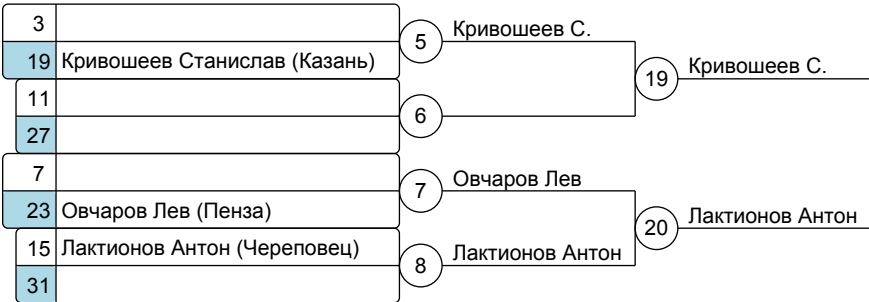 3
19 Кривошеев Станислав (Казань)
11
27
7
23 Овчаров Лев (Пенза)
15 Лактионов Антон (Череповец)
31
5 Кривошеев С.
6
7 Овчаров Лев
8 Лактионов Антон
19 Кривошеев С.
20 Лактионов Антон